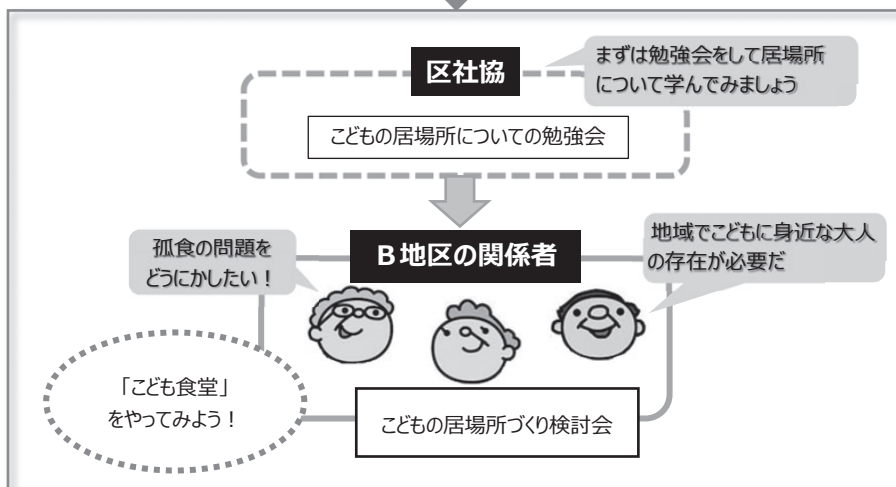 区社協
まずは勉強会をして居場所
について学んでみましょう
こどもの居場所についての勉強会
B地区の関係者
孤食の問題を
どうにかしたい！
地域でこどもに身近な大人
の存在が必要だ
「こども食堂」
をやってみよう！
こどもの居場所づくり検討会